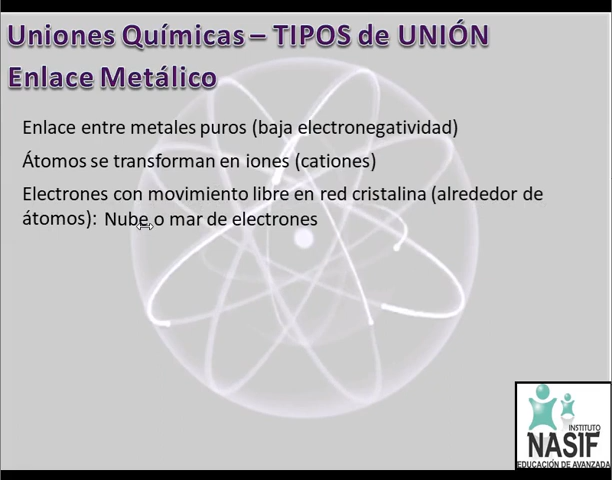 Uniones Químicas – TIPOS de UNIÓN
Enlace Metálico
Enlace entre metales puros (baja electronegatividad)
Átomos se transforman en iones (cationes)
Electrones con movimiento libre en red cristalina (alrededor de
átomos): Nube o mar de electrones
INSTITUTO
NASIF
EDUCACIÓN DE AVANZADA